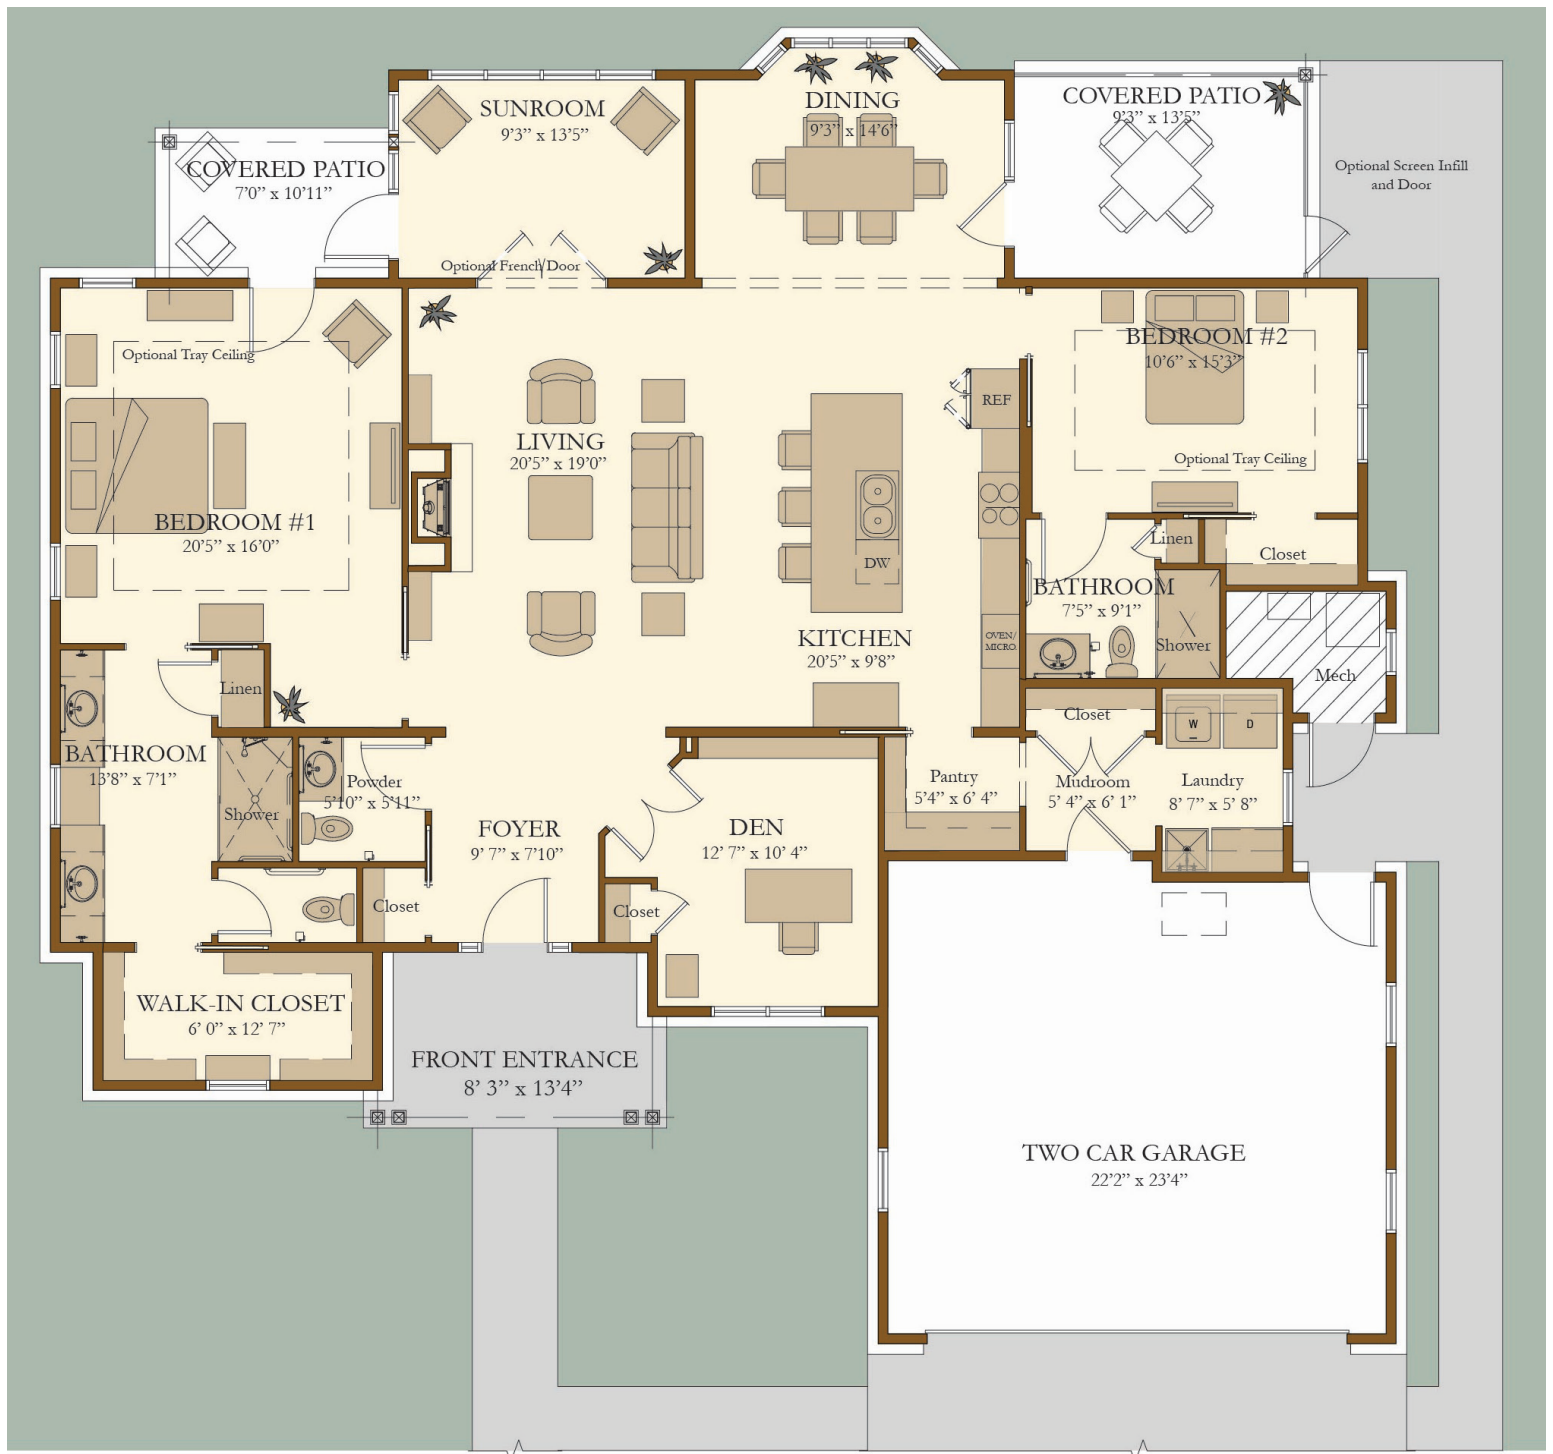 SUNROOM
9'3" x 13'5"
DINING
9'3" x 14'6"
COVERED PATIO
9'3" x 13'5"
COVERED PATIO
7'0" x 10'11"
Optional Screen Infill
and Door
Optional French Door
Optional Tray Ceiling
BEDROOM #2
10'6" x 15'3"
REF
LIVING
20'5" x 19'0"
Optional Tray Ceiling
BEDROOM #1
20'5" x 16'0"
DW
Linen
Closet
BATHROOM
7'5" x 9'1"
KITCHEN
20'5" x 9'8"
OVEN/
MICRO.
Shower
Mech
Linen
Closet
W
D
BATHROOM
13'8" x 7'1"
Powder
5'10" x 5'11"
Pantry
5'4" x 6' 4"
Mudroom
5' 4" x 6' 1"
Laundry
8' 7" x 5' 8"
Shower
FOYER
9' 7" x 7'10"
DEN
12' 7" x 10' 4"
Closet
Closet
WALK-IN CLOSET
6' 0" x 12' 7"
FRONT ENTRANCE
8' 3" x 13'4"
TWO CAR GARAGE
22'2" x 23'4"